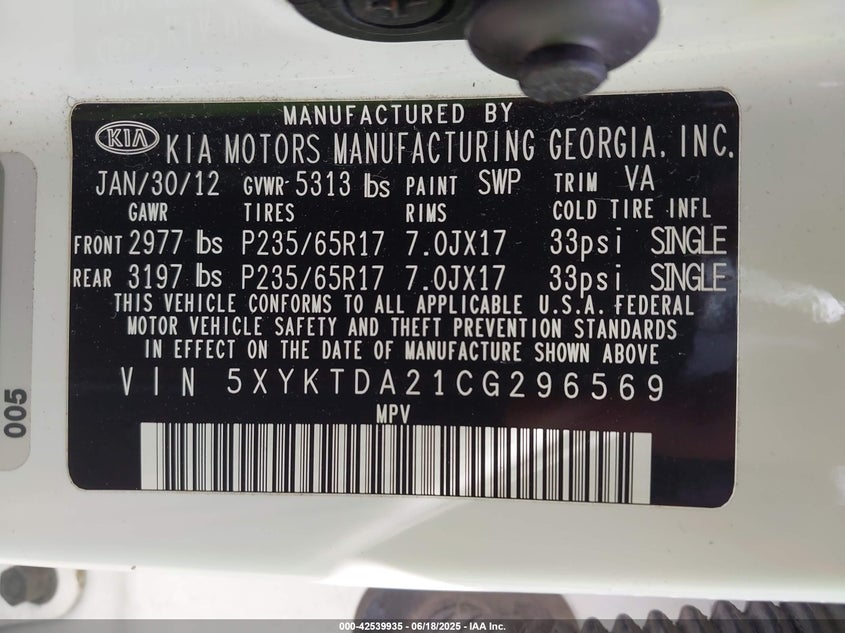 MANUFACTURED BY
KIA KIA MOTORS MANUFACTURING GEORGIA, INC.
JAN/30/12 GVWR 5313 lbs PAINT SWP TRIM VA
GAWR TIRES RIMS COLD TIRE INFL
FRONT 2977 lbs P235/65R17 7.0JX17 33psi SINGLE
REAR 3197 lbs P235/65R17 7.0JX17 33psi SINGLE
THIS VEHICLE CONFORMS TO ALL APPLICABLE U.S.A. FEDERAL
MOTOR VEHICLE SAFETY AND THEFT PREVENTION STANDARDS
IN EFFECT ON THE DATE OF MANUFACTURE SHOWN ABOVE
VIN 5XYKTDA21CG296569
MPV
005
000-42539935 - 06/18/2025 - IAA Inc.